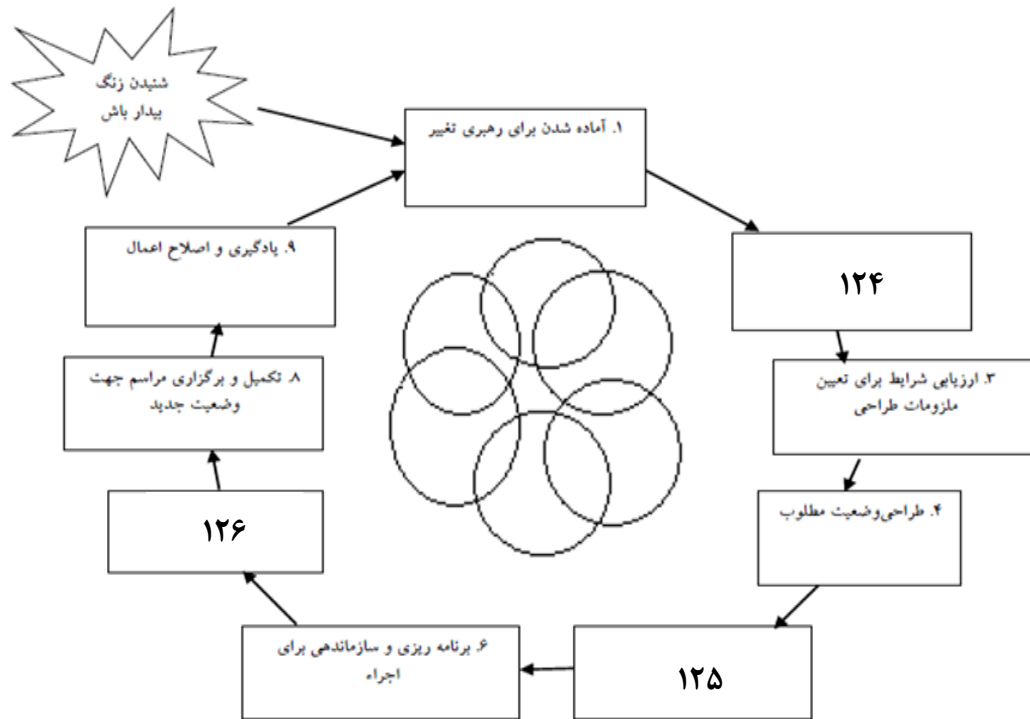 شنیدن زنگ
بیدار باش
۱. آماده شدن برای رهبری تغییر
۱۲۴
۳. ارزیابی شرایط برای تعیین
ملزومات طراحی
۴. طراحی‌وضعیت مطلوب
۱۲۵
۶. برنامه ریزی و سازماندهی برای
اجراء
۱۲۶
۸. تکمیل و برگزاری مراسم جهت
وضعیت جدید
۹. یادگیری و اصلاح اعمال